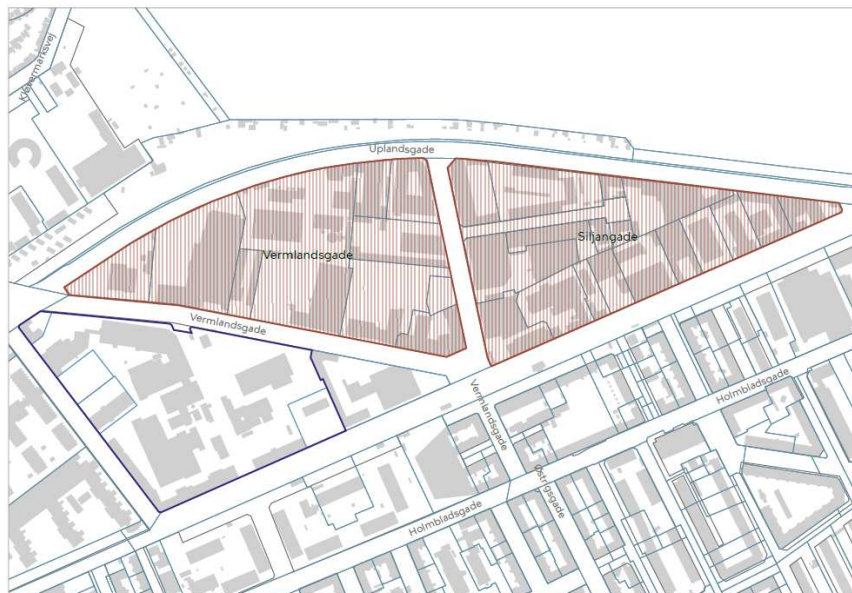 Kløvermarksvej
Uplandsgade
Vermlandsgade
Siljangade
Vermlandsgade
Vermlandsgade
Holmbladsgade
Holmbladsgade
Østrigsgade